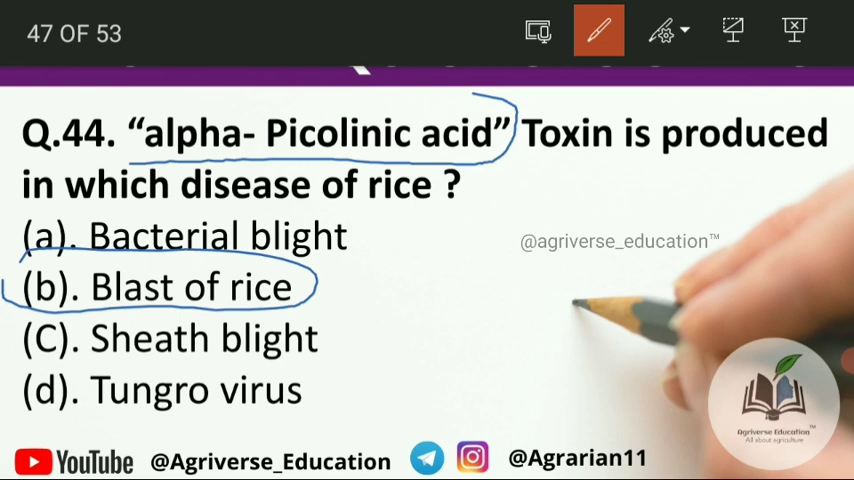 47 OF 53
Q.44. “alpha- Picolinic acid” Toxin is produced
in which disease of rice ?
(a). Bacterial blight
@agriverse_education™
(b). Blast of rice
(C). Sheath blight
(d). Tungro virus
Agriverse Education™
All about agriculture
YouTube @Agriverse_Education @Agrarian11